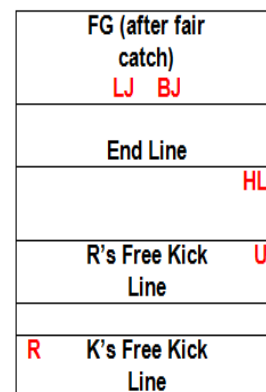 FG (after fair
catch)
LJ BJ
End Line
HL
R's Free Kick U
Line
R K's Free Kick
Line